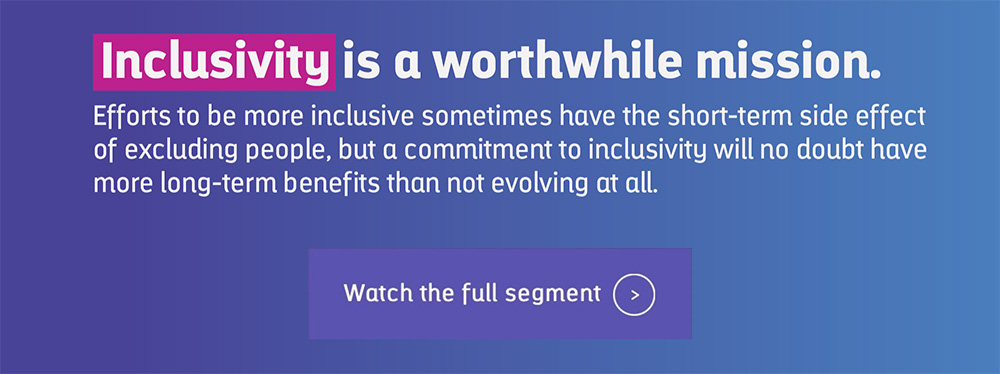 Inclusivity is a worthwhile mission.
Efforts to be more inclusive sometimes have the short-term side effect
of excluding people, but a commitment to inclusivity will no doubt have
more long-term benefits than not evolving at all.
Watch the full segment >